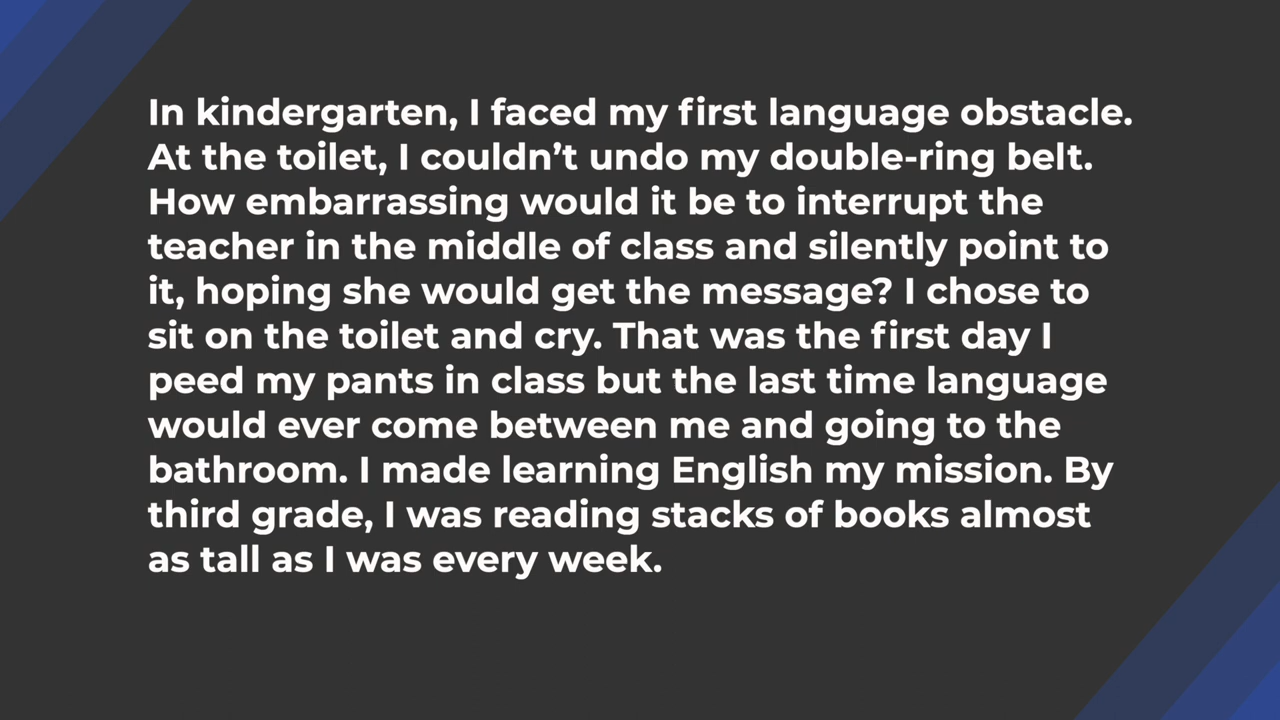 In kindergarten, I faced my first language obstacle.
At the toilet, I couldn’t undo my double-ring belt.
How embarrassing would it be to interrupt the
teacher in the middle of class and silently point to
it, hoping she would get the message? I chose to
sit on the toilet and cry. That was the first day I
peed my pants in class but the last time language
would ever come between me and going to the
bathroom. I made learning English my mission. By
third grade, I was reading stacks of books almost
as tall as I was every week.